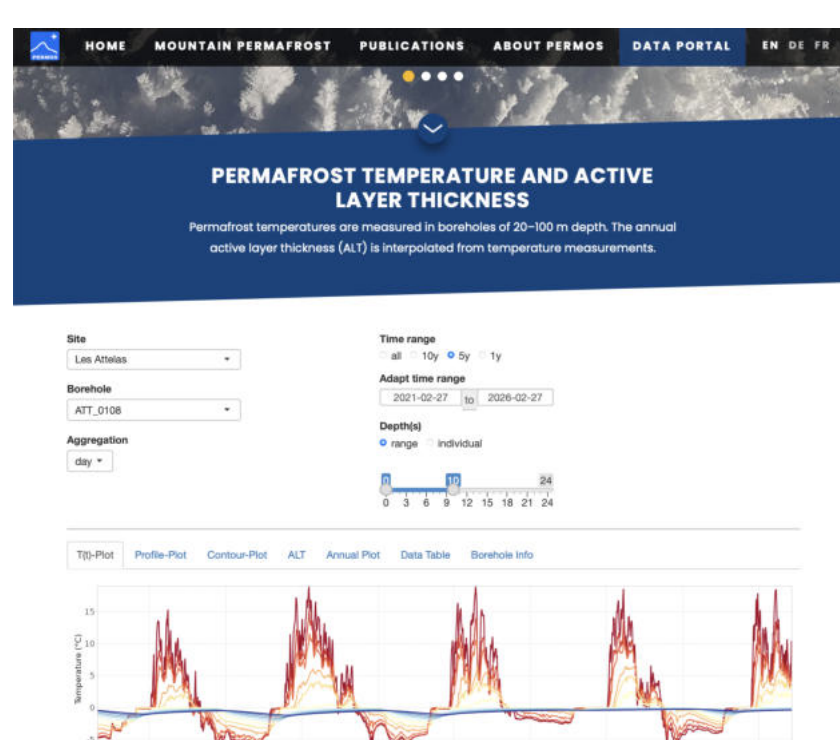 PERMOS
HOME MOUNTAIN PERMAFROST PUBLICATIONS ABOUT PERMOS DATA PORTAL EN DE FR
PERMAFROST TEMPERATURE AND ACTIVE
LAYER THICKNESS
Permafrost temperatures are measured in boreholes of 20–100 m depth. The annual
active layer thickness (ALT) is interpolated from temperature measurements.
Site
Les Attelas
Borehole
ATT_0108
Aggregation
day
Time range
all 10y 5y 1y
Adapt time range
2021-02-27 to 2026-02-27
Depth(s)
range individual
0 10 24
0 3 6 9 12 15 18 21 24
T(t)-Plot Profile-Plot Contour-Plot ALT Annual Plot Data Table Borehole Info
Temperature (°C)
15
10
5
0
-5